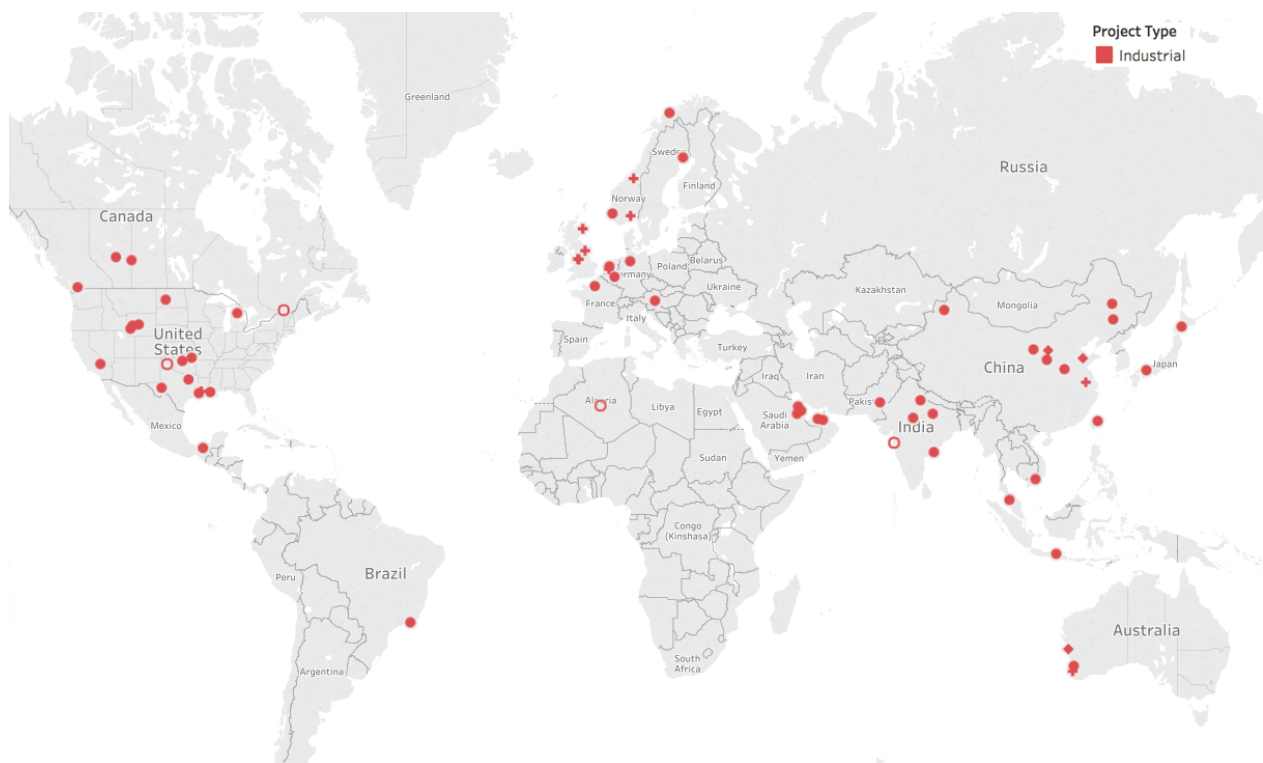 Project Type
Industrial
Greenland
Russia
Canada
Sweden
Finland
Norway
Poland
Belarus
Germany
Ukraine
France
Kazakhstan
Mongolia
Italy
United
States
Spain
Turkey
China
Japan
Iraq
Iran
Algeria
Libya
Egypt
Pakist
Saudi
Arabia
India
Mexico
Yemen
Sudan
Congo
(Kinshasa)
Peru
Brazil
Australia
South
Africa
Argentina